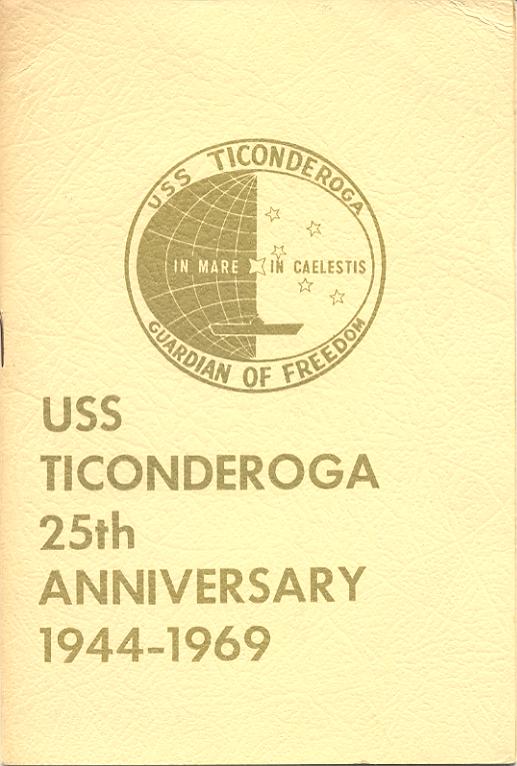 USS TICONDEROGA
IN MARE IN CAELESTIS
GUARDIAN OF FREEDOM
USS
TICONDEROGA
25th
ANNIVERSARY
1944-1969